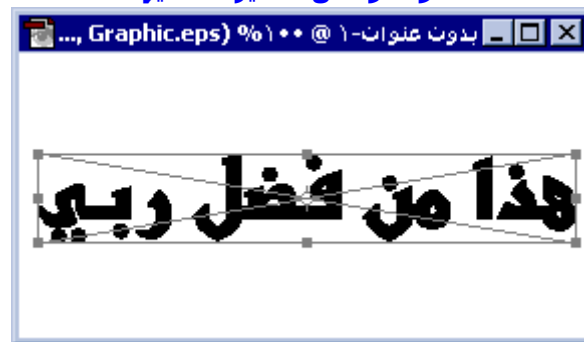 بدون عنوان-١ @ ١٠٠% (Graphic.eps, ...
هذا من فضل ربي